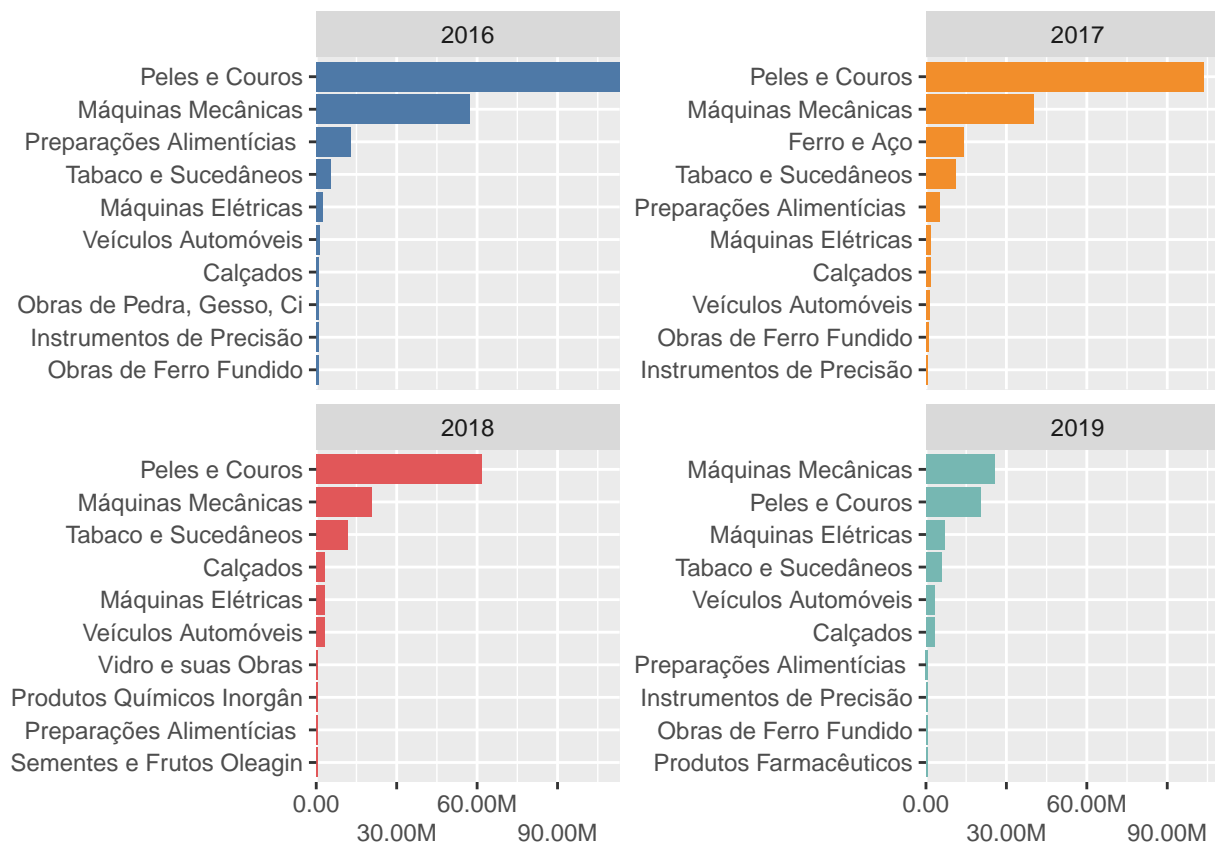 2016
Peles e Couros
Máquinas Mecânicas
Preparações Alimentícias
Tabaco e Sucedâneos
Máquinas Elétricas
Veículos Automóveis
Calçados
Obras de Pedra, Gesso, Ci
Instrumentos de Precisão
Obras de Ferro Fundido
2017
Peles e Couros
Máquinas Mecânicas
Ferro e Aço
Tabaco e Sucedâneos
Preparações Alimentícias
Máquinas Elétricas
Calçados
Veículos Automóveis
Obras de Ferro Fundido
Instrumentos de Precisão
2018
Peles e Couros
Máquinas Mecânicas
Tabaco e Sucedâneos
Calçados
Máquinas Elétricas
Veículos Automóveis
Vidro e suas Obras
Produtos Químicos Inorgân
Preparações Alimentícias
Sementes e Frutos Oleagin
0.00 60.00M
30.00M 90.00M
2019
Máquinas Mecânicas
Peles e Couros
Máquinas Elétricas
Tabaco e Sucedâneos
Veículos Automóveis
Calçados
Preparações Alimentícias
Instrumentos de Precisão
Obras de Ferro Fundido
Produtos Farmacêuticos
0.00 60.00M
30.00M 90.00M